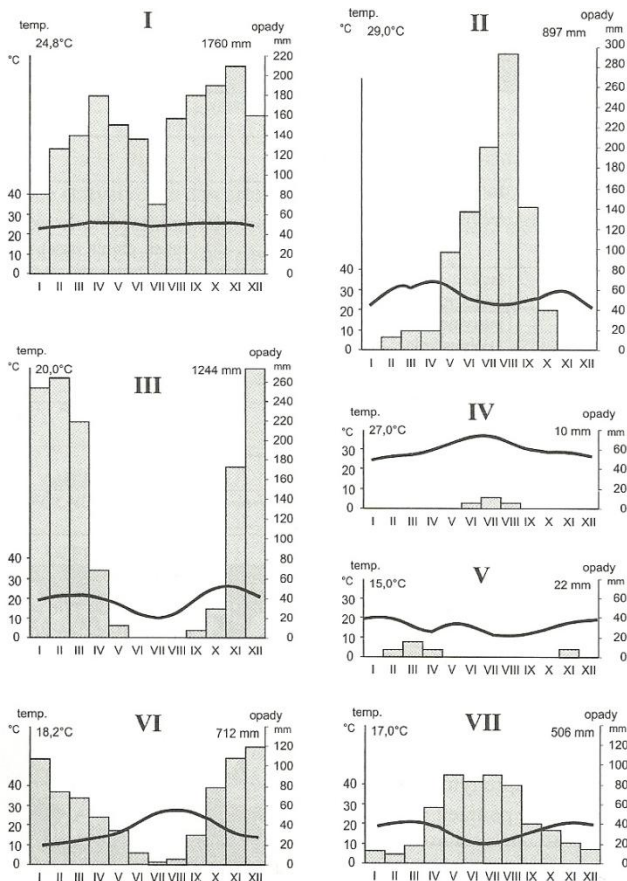 temp.
I
opady
24,8°C
1760 mm
mm
°C
220
200
180
160
140
120
100
40 80
30 60
20 40
20
10
0 0
I II III IV V VI VII VIII IX X XI XII
temp.
II
opady
°C
29,0°C
897 mm
mm
300
280
260
240
220
200
180
160
140
120
100
40 80
30 60
20 40
10 20
0 0
I II III IV V VI VII VIII IX X XI XII
temp.
III
opady
°C
20,0°C
1244 mm
mm
260
240
220
200
180
160
140
120
100
40 80
30 60
20 40
10 20
0 0
I II III IV V VI VII VIII IX X XI XII
temp.
IV
opady
°C
27,0°C
10 mm
mm
30 60
20 40
10 20
0 0
I II III IV V VI VII VIII IX X XI XII
temp.
V
opady
°C
15,0°C
22 mm
mm
30 60
20 40
10 20
0 0
I II III IV V VI VII VIII IX X XI XII
temp.
VI
opady
°C
18,2°C
712 mm
mm
120
100
40 80
30 60
20 40
10 20
0 0
I II III IV V VI VII VIII IX X XI XII
temp.
VII
opady
°C
17,0°C
506 mm
mm
120
100
40 80
30 60
20 40
10 20
0 0
I II III IV V VI VII VIII IX X XI XII